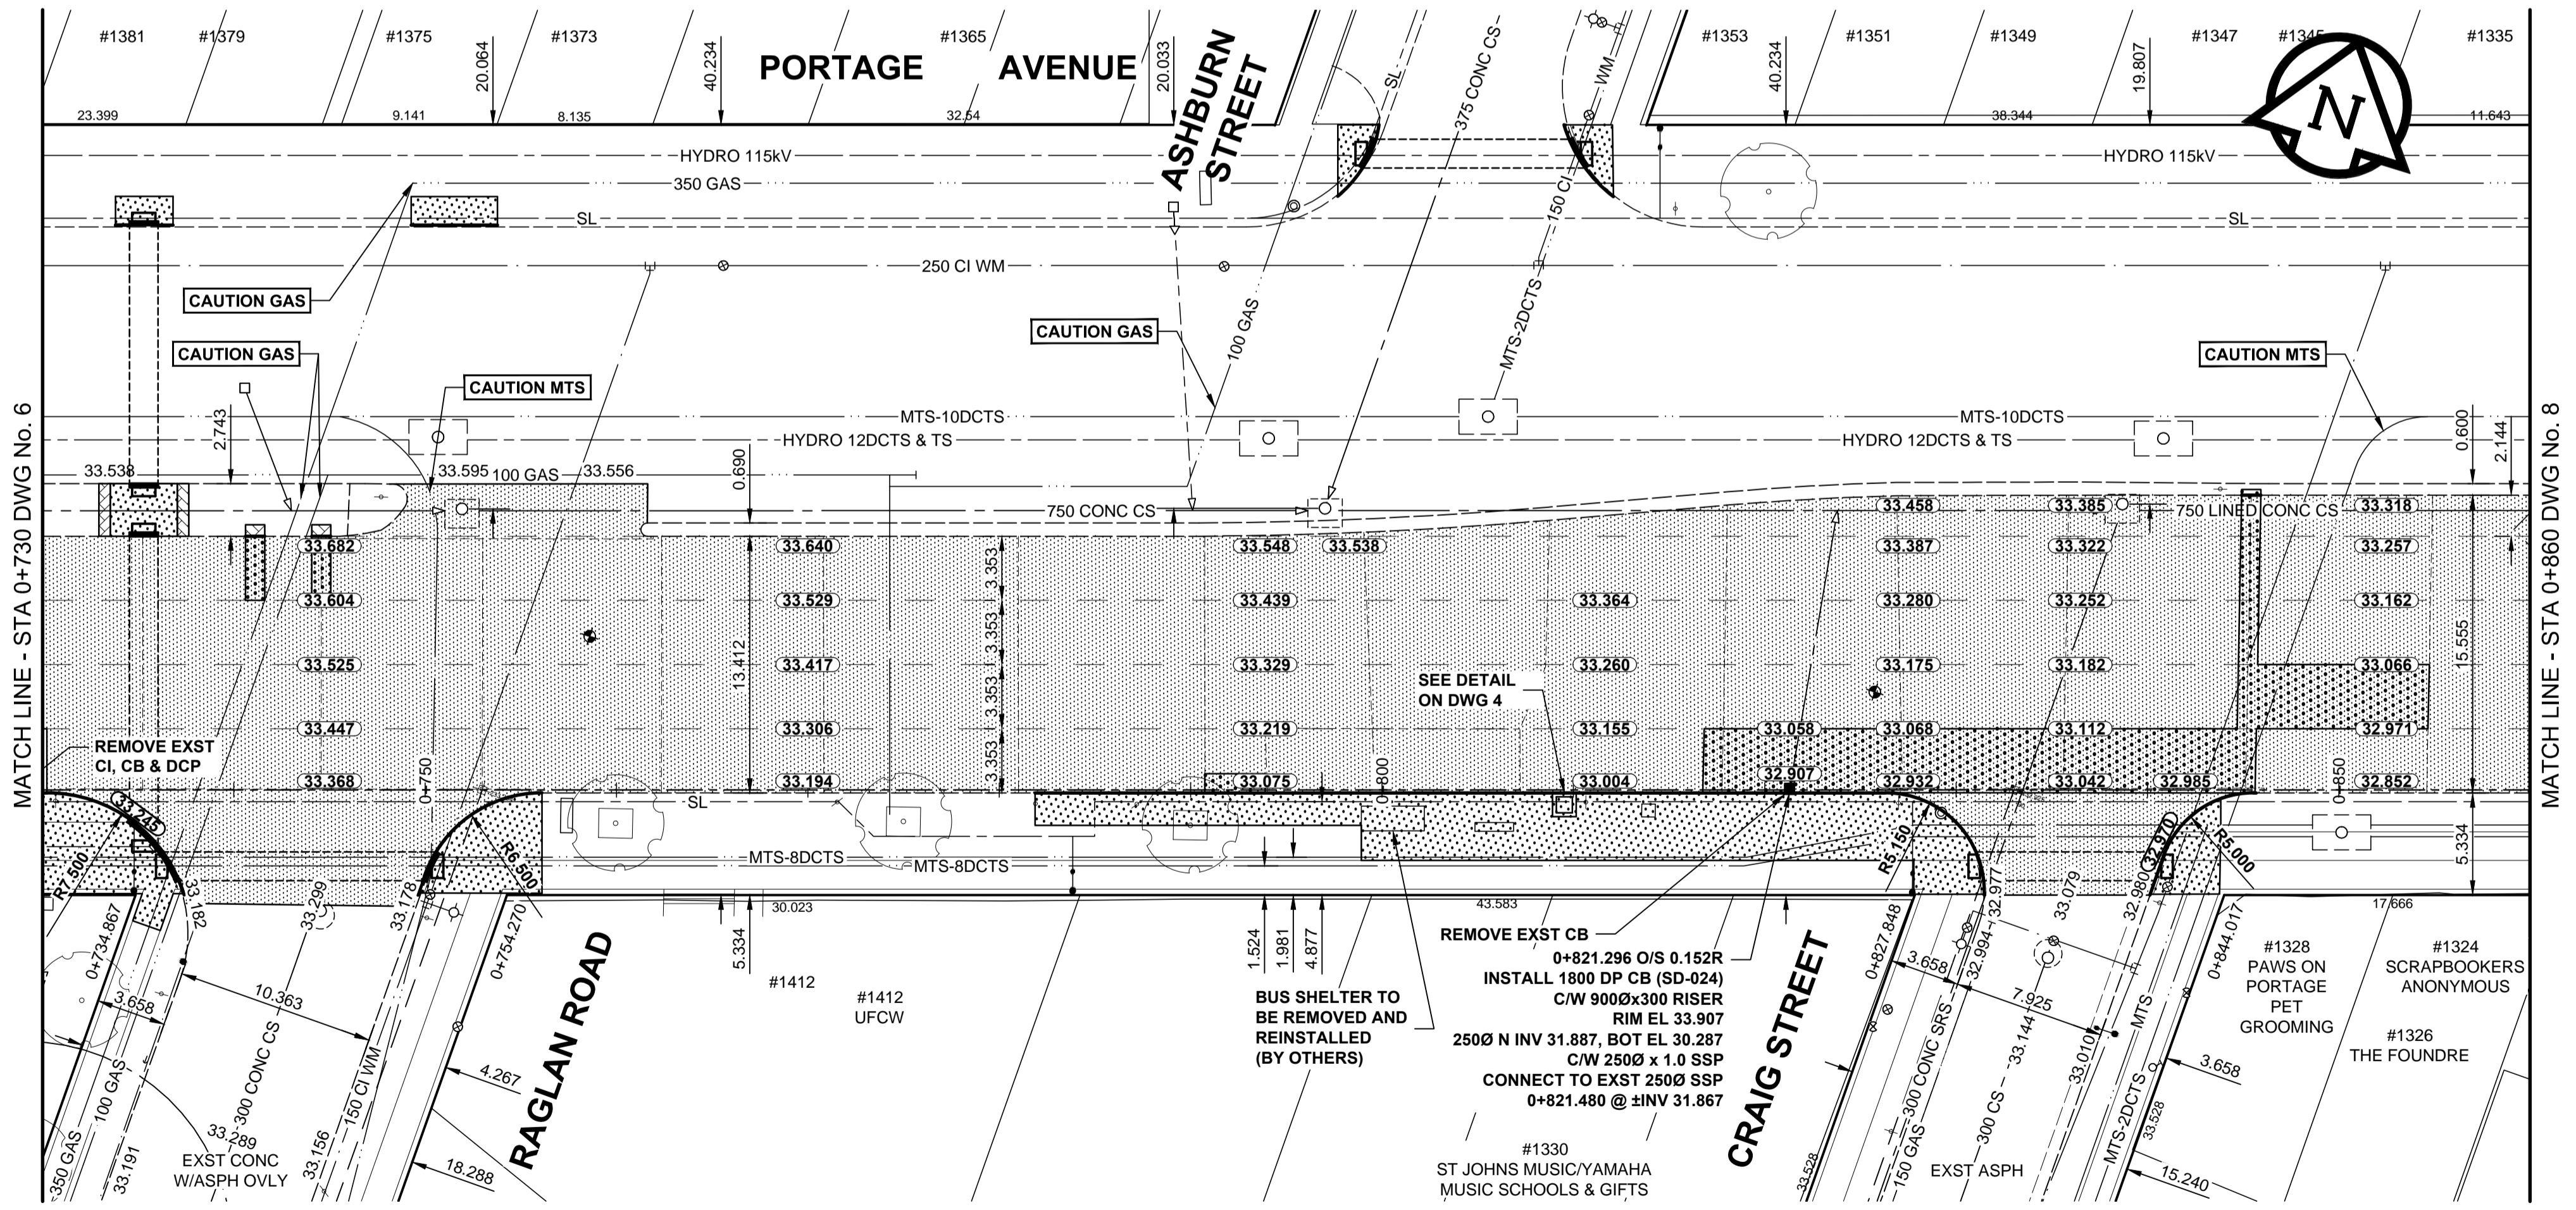 #1381
#1379
#1375
#1373
20.064
40.234
PORTAGE AVENUE
#1365
20.033
ASHBURN
STREET
SL
375 CONC CS
WM
#1353
40.234
#1351
#1349
19.807
#1347
#1345
N
#1335
23.399
9.141
8.135
32.54
38.344
11.643
HYDRO 115kV
HYDRO 115kV
350 GAS
SL
150 CI
SL
250 CI WM
CAUTION GAS
CAUTION GAS
CAUTION MTS
CAUTION GAS
100 GAS
MTS-2DCTS
CAUTION MTS
MTS-10DCTS
HYDRO 12DCTS & TS
MTS-10DCTS
HYDRO 12DCTS & TS
2.743
0.600
2.144
33.538
33.595
100 GAS
33.556
0.690
750 CONC CS
33.458
33.385
750 LINED CONC CS
33.318
33.682
33.640
33.548
33.538
33.387
33.322
33.257
33.604
33.529
3.353
33.439
33.364
33.280
33.252
33.162
3.353
33.525
13.412
33.417
33.329
33.260
33.175
33.182
33.066
15.555
3.353
SEE DETAIL
ON DWG 4
33.447
33.306
33.219
33.155
33.058
33.068
33.112
32.971
REMOVE EXST
CI, CB & DCP
3.353
33.368
0+750
33.194
33.075
0+800
33.004
32.907
32.932
33.042
32.985
0+850
32.852
MATCH LINE - STA 0+730 DWG No. 6
MATCH LINE - STA 0+860 DWG No. 8
33.245
SL
R7.500
R6.500
MTS-8DCTS
MTS-8DCTS
R5.150
32.970
R5.000
5.334
33.182
33.299
33.178
30.023
43.583
32.977
33.079
32.980
17.666
0+734.867
0+754.270
5.334
1.524
1.981
4.877
0+827.848
32.994
0+844.017
3.658
10.363
RAGLAN ROAD
#1412
#1412
UFCW
BUS SHELTER TO
BE REMOVED AND
REINSTALLED
(BY OTHERS)
REMOVE EXST CB
0+821.296 O/S 0.152R
INSTALL 1800 DP CB (SD-024)
C/W 900Øx300 RISER
RIM EL 33.907
250Ø N INV 31.887, BOT EL 30.287
C/W 250Ø x 1.0 SSP
CONNECT TO EXST 250Ø SSP
0+821.480 @ ±INV 31.867
CRAIG STREET
3.658
7.925
#1328
PAWS ON
PORTAGE
PET
GROOMING
#1324
SCRAPBOOKERS
ANONYMOUS
#1326
THE FOUNDRE
350 GAS
100 GAS
33.191
300 CONC CS
33.289
EXST CONC
W/ASPH OVLY
33.156
150 CI WM
4.267
18.288
#1330
ST JOHNS MUSIC/YAMAHA
MUSIC SCHOOLS & GIFTS
33.528
150 GAS
300 CONC SRS
300 CS
33.144
33.010
EXST ASPH
MTS
MTS-2DCTS
33.528
3.658
15.240